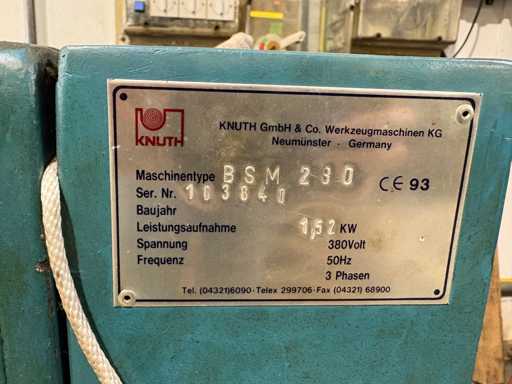 KNUTH
KNUTH GmbH & Co. Werkzeugmaschinen KG
Neumünster · Germany
Maschinentype BSM 230
CE 93
Ser. Nr. 103840
Baujahr
Leistungsaufnahme 1,52 KW
Spannung 380Volt
Frequenz 50Hz
3 Phasen
Tel. (04321)6090 · Telex 299706 · Fax (04321) 68900